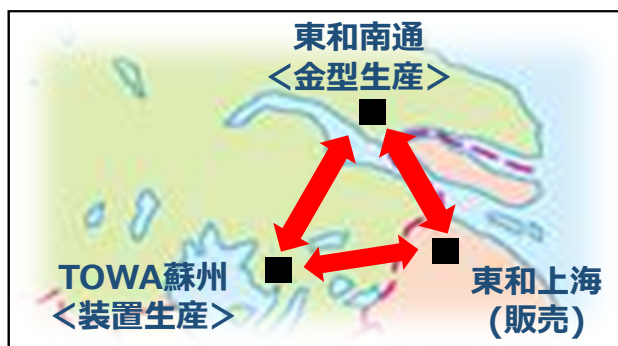 東和南通
＜金型生産＞
TOWA蘇州
＜装置生産＞
東和上海
(販売)